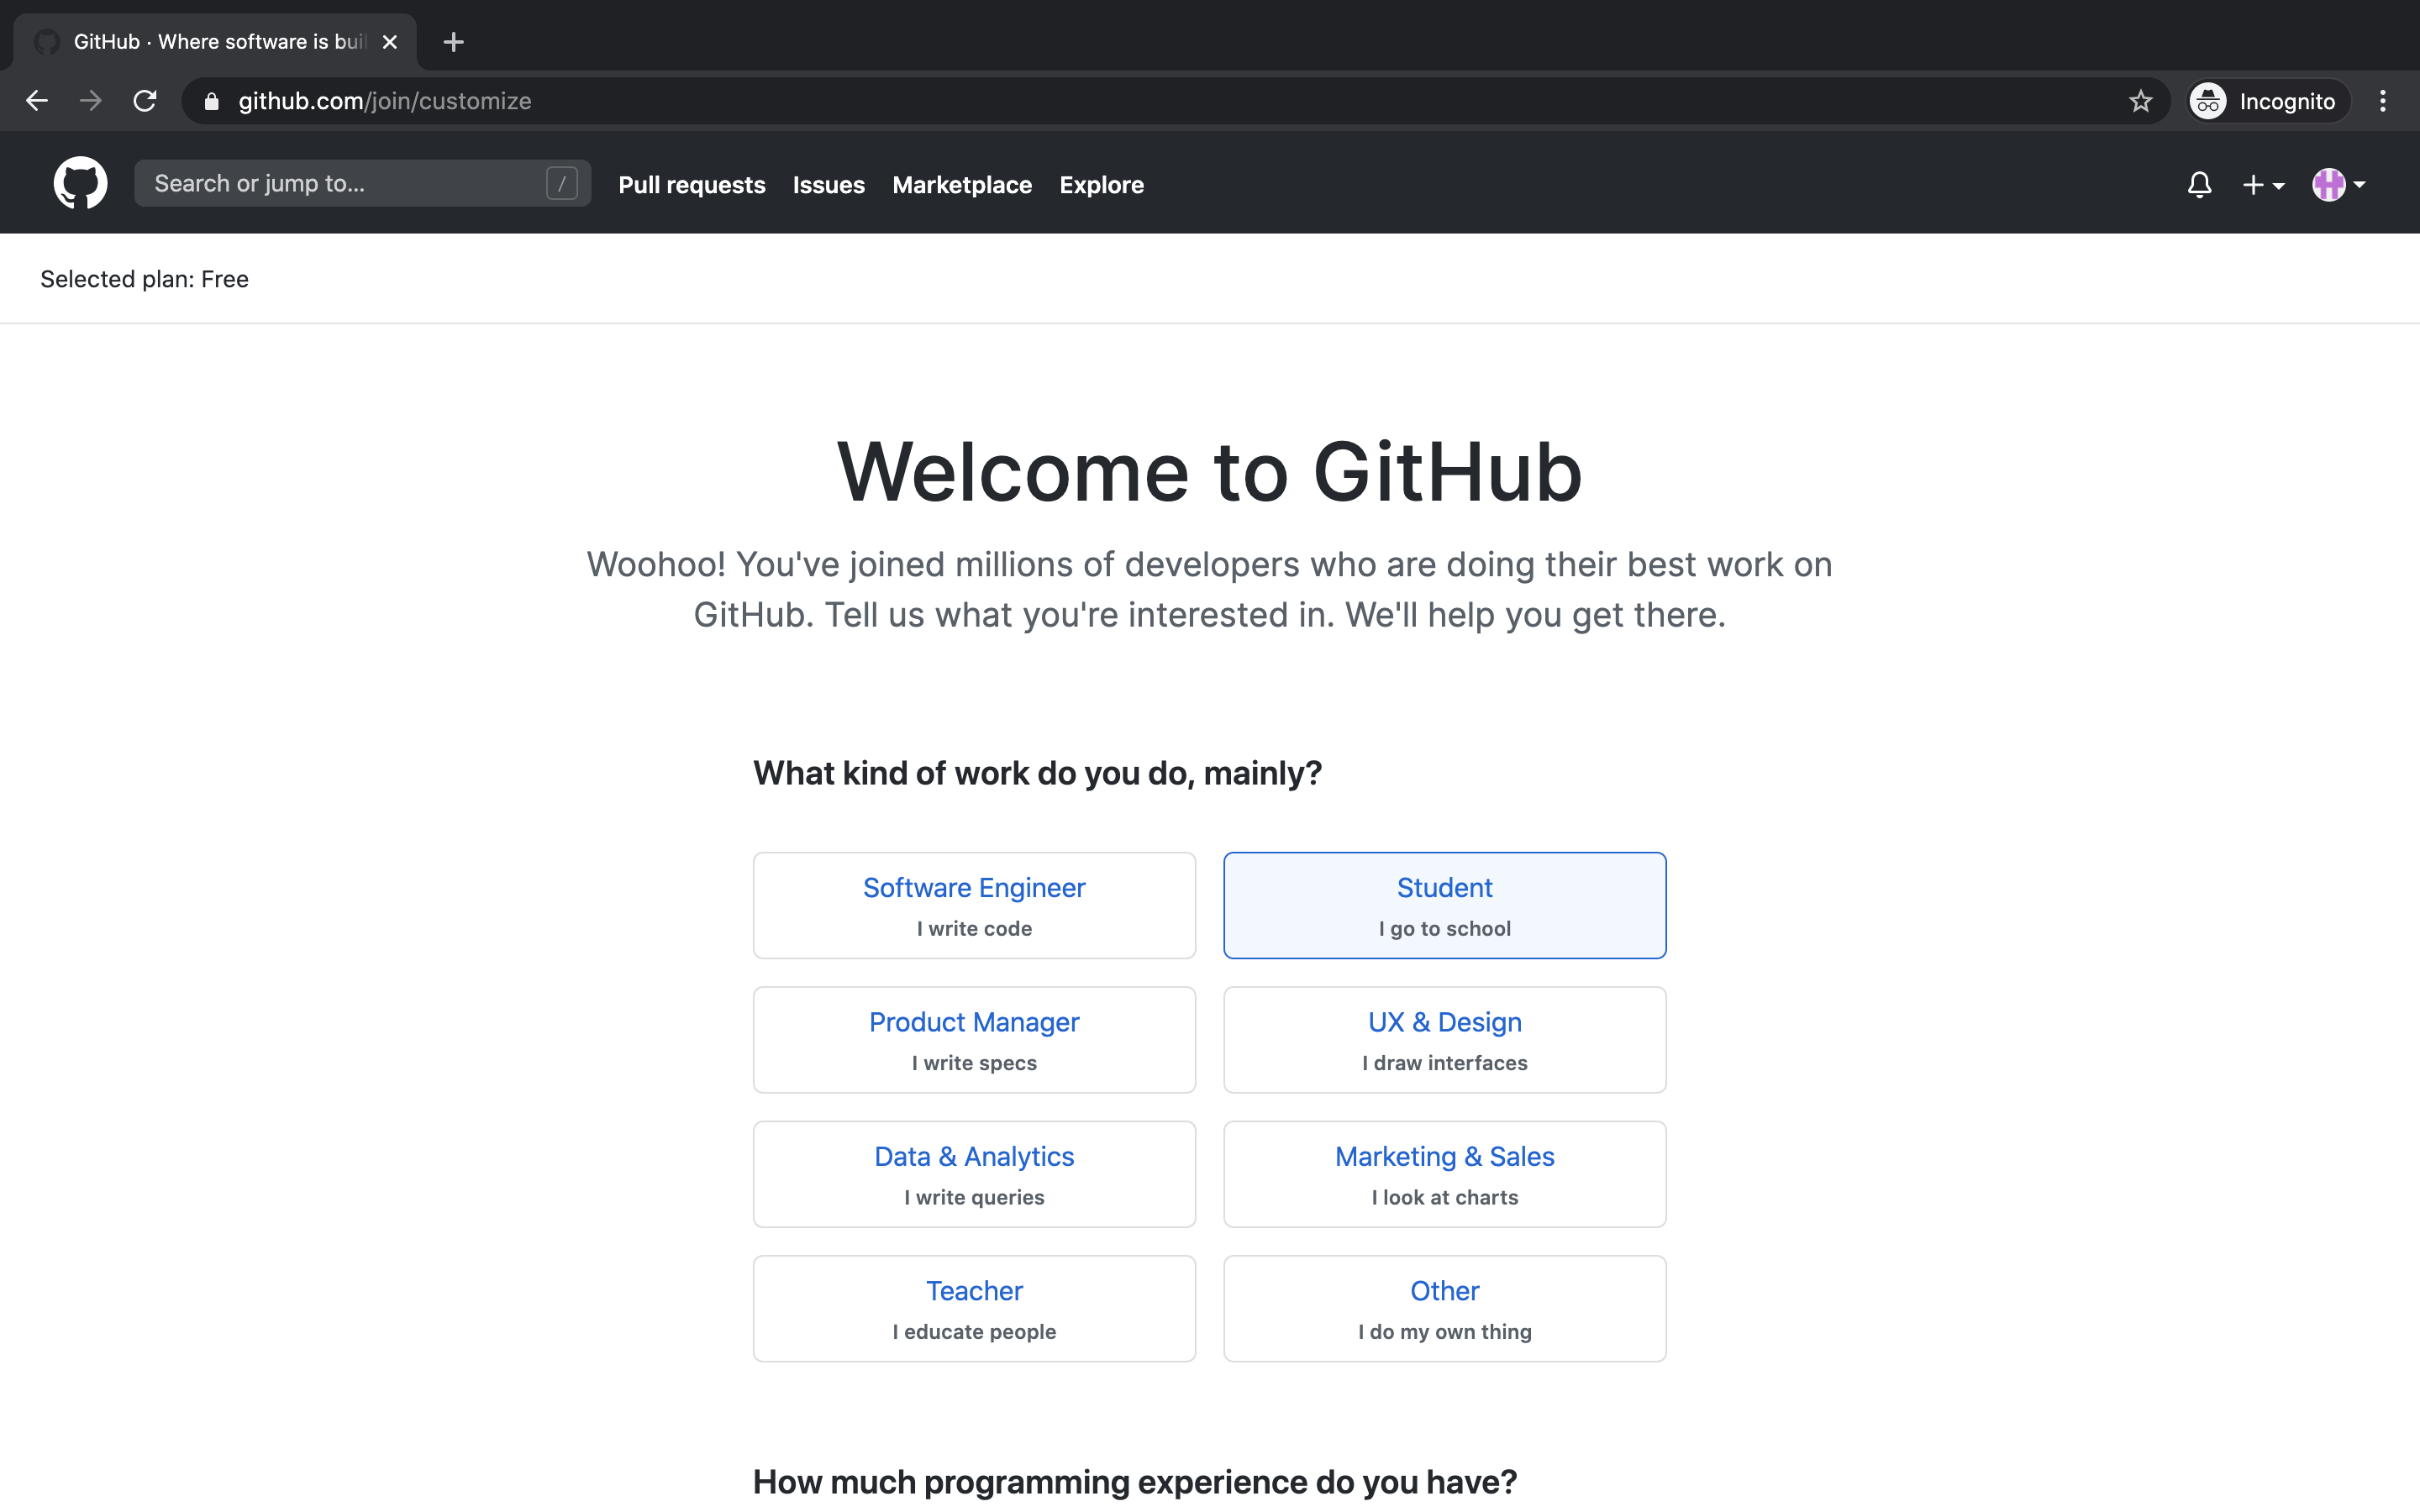 GitHub · Where software is buil
github.com/join/customize
Incognito
Search or jump to... /
Pull requests Issues Marketplace Explore
Selected plan: Free
Welcome to GitHub
Woohoo! You've joined millions of developers who are doing their best work on
GitHub. Tell us what you're interested in. We'll help you get there.
What kind of work do you do, mainly?
Software Engineer
I write code
Student
I go to school
Product Manager
I write specs
UX & Design
I draw interfaces
Data & Analytics
I write queries
Marketing & Sales
I look at charts
Teacher
I educate people
Other
I do my own thing
How much programming experience do you have?